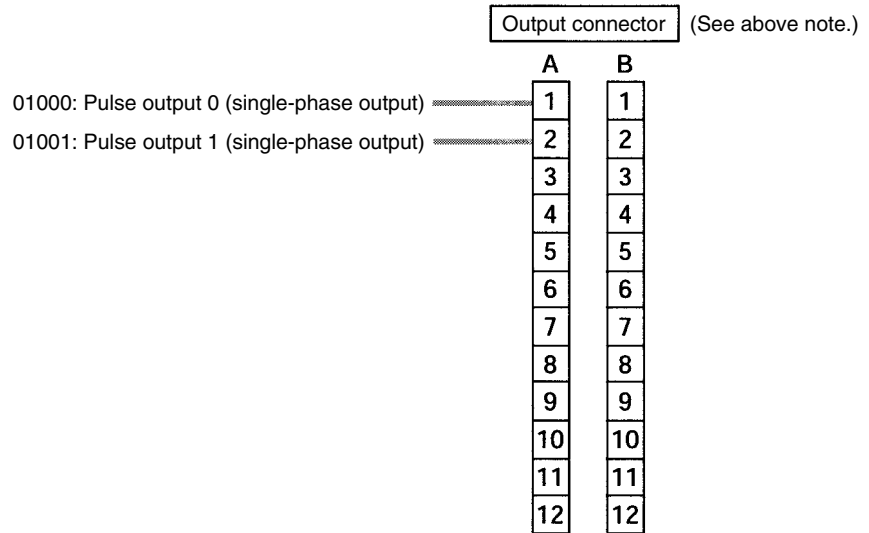 Output connector (See above note.)
A B
01000: Pulse output 0 (single-phase output) 1 1
01001: Pulse output 1 (single-phase output) 2 2
3 3
4 4
5 5
6 6
7 7
8 8
9 9
10 10
11 11
12 12